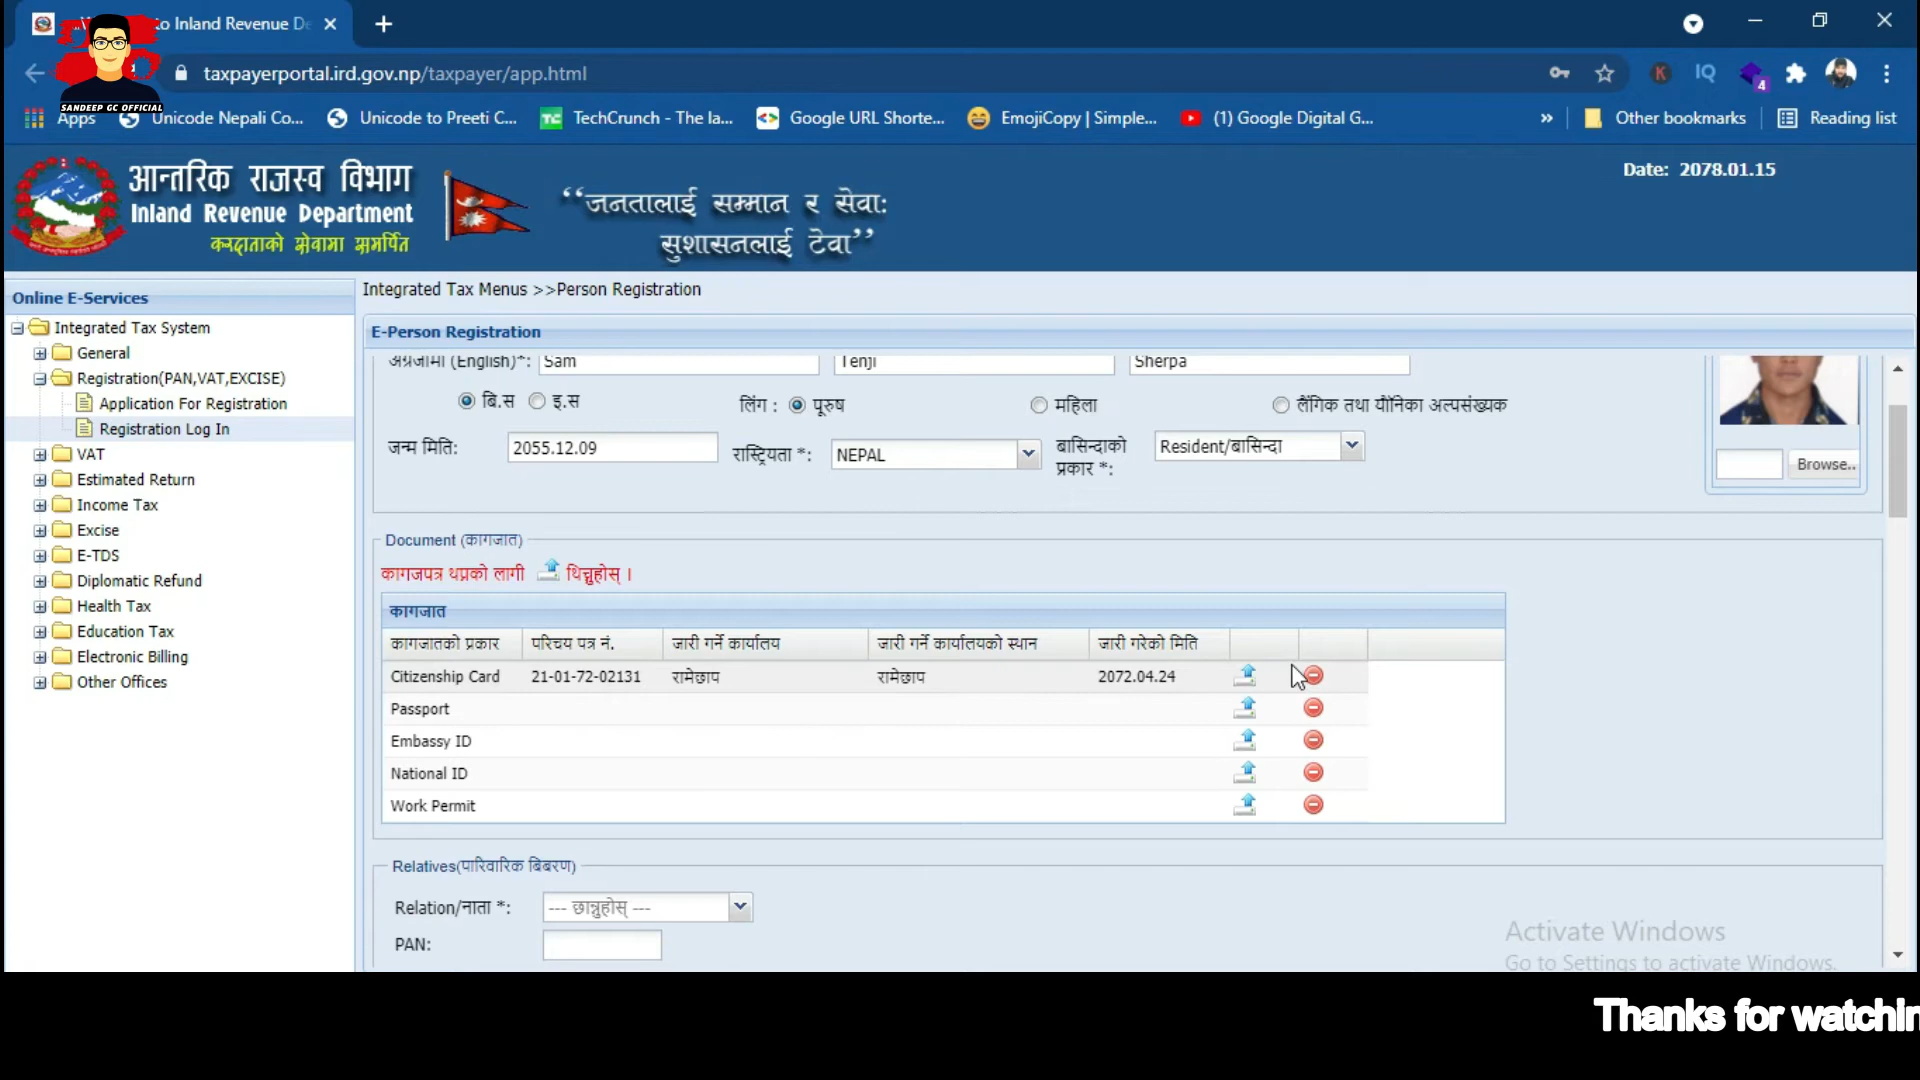 to Inland Revenue De
taxpayerportal.ird.gov.np/taxpayer/app.html
K IQ 4
SANDEEP GC OFFICIAL
Apps Unicode Nepali Co... Unicode to Preeti C... TechCrunch - The la... Google URL Shorte... EmojiCopy | Simple... (1) Google Digital G... » Other bookmarks Reading list
आन्तरिक राजस्व विभाग
Inland Revenue Department
करदाताको सेवामा समर्पित
“जनतालाई सम्मान र सेवा:
सुशासनलाई टेवा”
Date: 2078.01.15
Online E-Services
Integrated Tax System
General
Registration(PAN,VAT,EXCISE)
Application For Registration
Registration Log In
VAT
Estimated Return
Income Tax
Excise
E-TDS
Diplomatic Refund
Health Tax
Education Tax
Electronic Billing
Other Offices
Integrated Tax Menus >>Person Registration
E-Person Registration
(English)*: Sam Tenji Sherpa
बि.स इ.स लिंग : पूरुष महिला लैंगिक तथा यौनिका अल्पसंख्यक
जन्म मिति: 2055.12.09 रास्ट्रियता *: NEPAL बासिन्दाको प्रकार *: Resident/बासिन्दा
Browse..
Document (कागजात)
कागजपत्र थप्नको लागी थिच्नुहोस् ।
कागजात
कागजातको प्रकार परिचय पत्र नं. जारी गर्ने कार्यालय जारी गर्ने कार्यालयको स्थान जारी गरेको मिति
Citizenship Card 21-01-72-02131 रामेछाप रामेछाप 2072.04.24
Passport
Embassy ID
National ID
Work Permit
Relatives(पारिवारिक बिबरण)
Relation/नाता *: --- छान्नुहोस् ---
PAN:
Activate Windows
Go to Settings to activate Windows.
Thanks for watchin